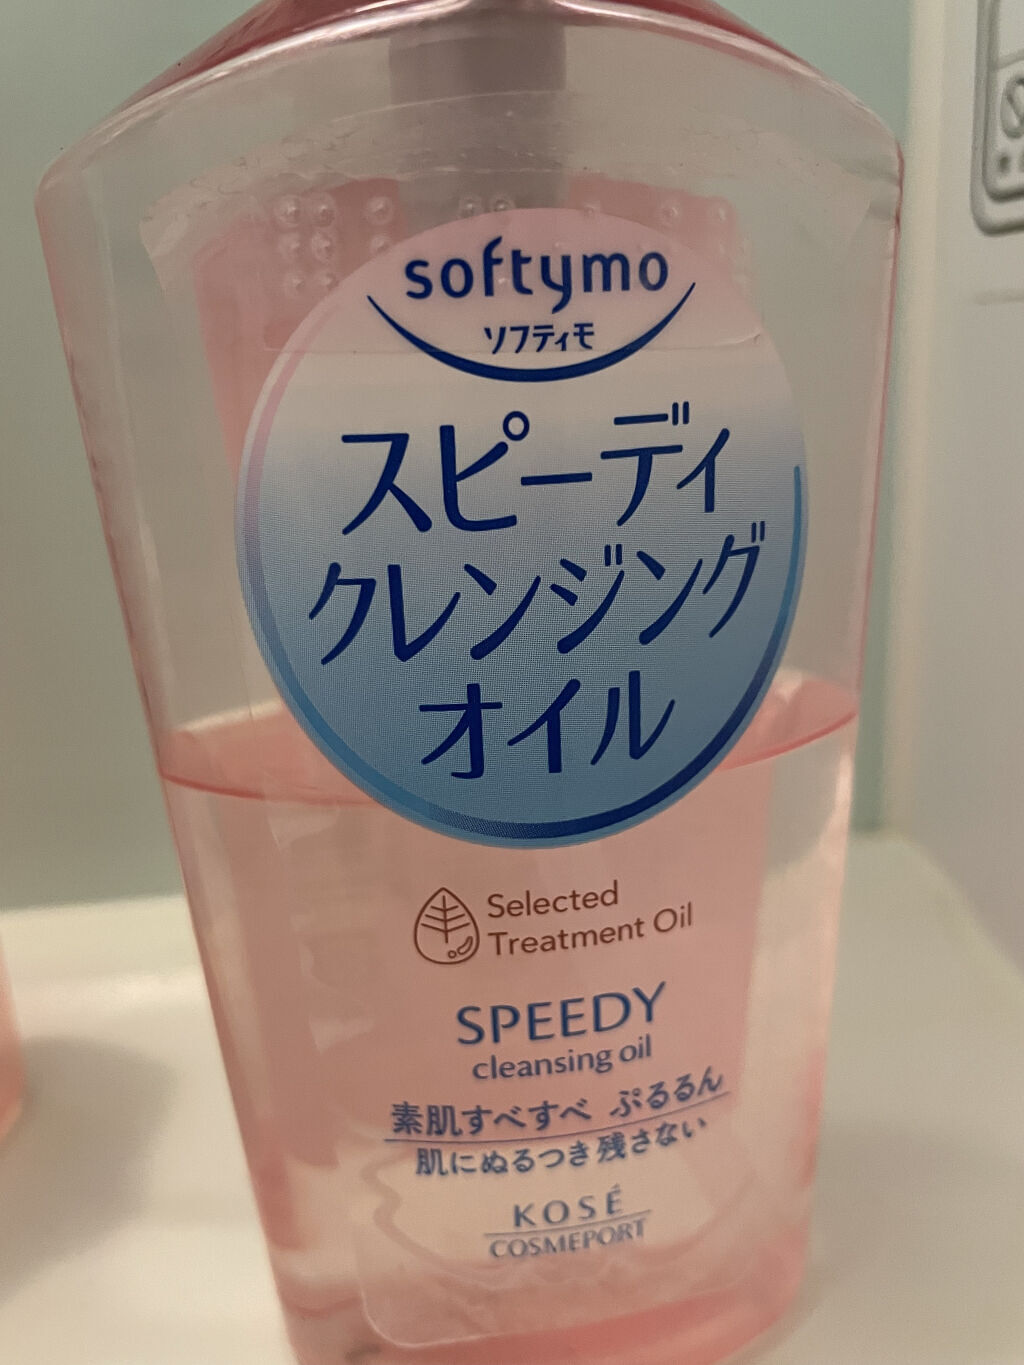 softymo
ソフティモ
スピーディ
クレンジング
オイル
Selected
Treatment Oil
SPEEDY
cleansing oil
素肌すべすべ ぷるるん
肌にぬるつき残さない
KOSÉ
COSMEPORT